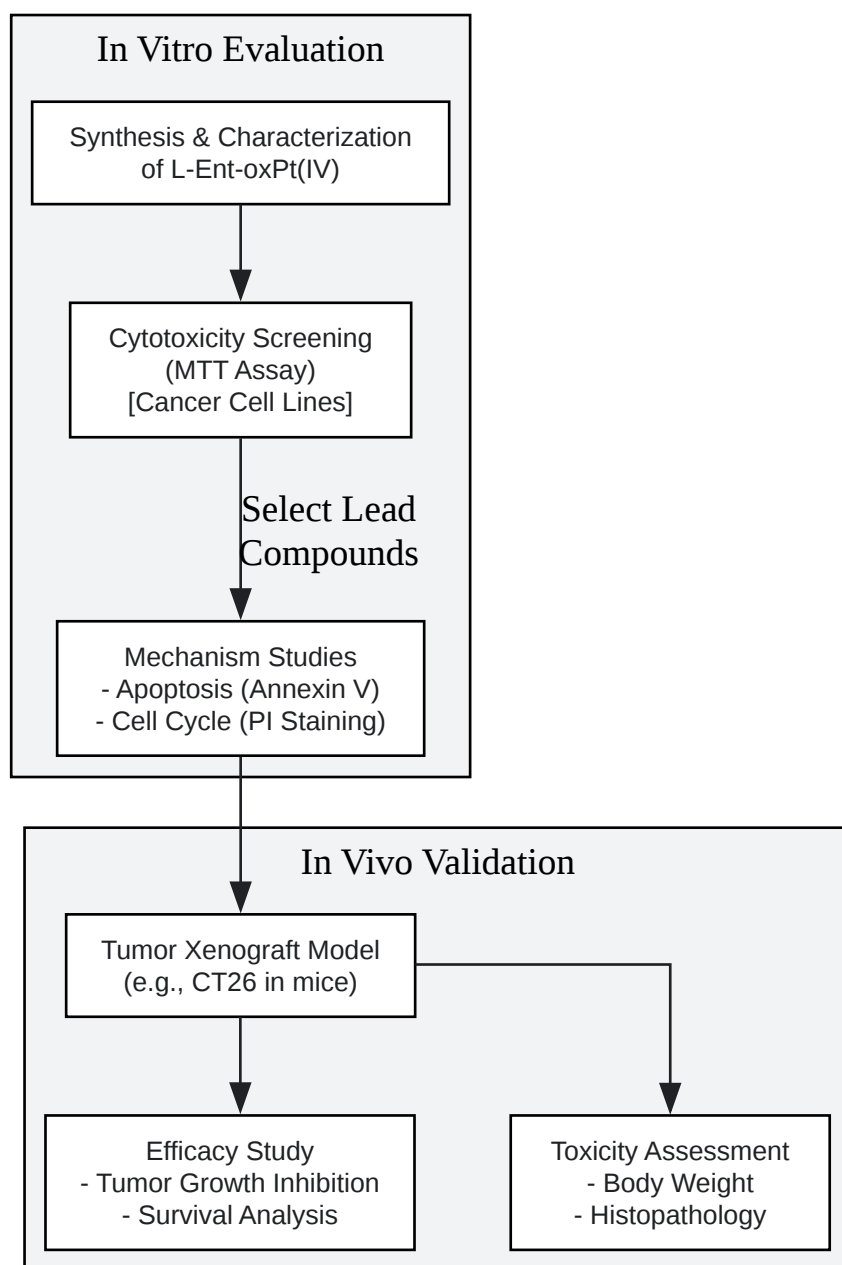 In Vitro Evaluation
Synthesis & Characterization
of L-Ent-oxPt(IV)
Cytotoxicity Screening
(MTT Assay)
[Cancer Cell Lines]
Select Lead
Compounds
Mechanism Studies
- Apoptosis (Annexin V)
- Cell Cycle (PI Staining)
In Vivo Validation
Tumor Xenograft Model
(e.g., CT26 in mice)
Efficacy Study
- Tumor Growth Inhibition
- Survival Analysis
Toxicity Assessment
- Body Weight
- Histopathology